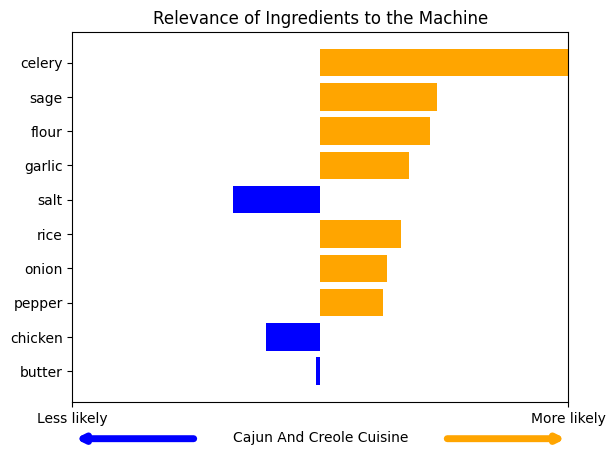 Relevance of Ingredients to the Machine
celery
sage
flour
garlic
salt
rice
onion
pepper
chicken
butter
Less likely
More likely
Cajun And Creole Cuisine